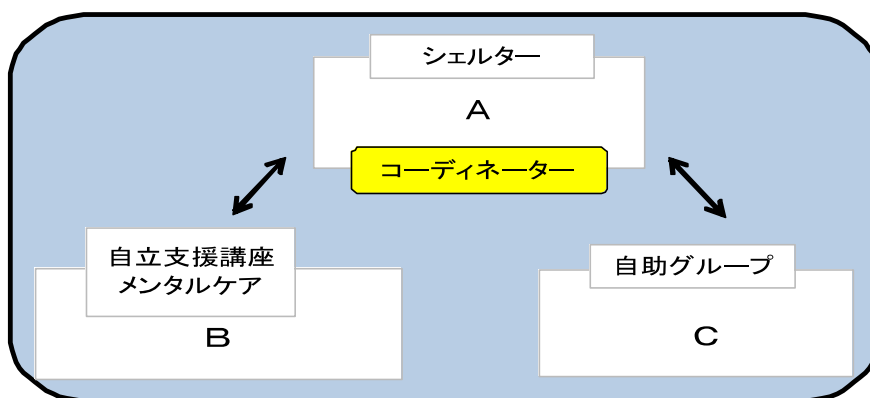 シェルター
A
コーディネーター
自立支援講座
メンタルケア
B
自助グループ
C